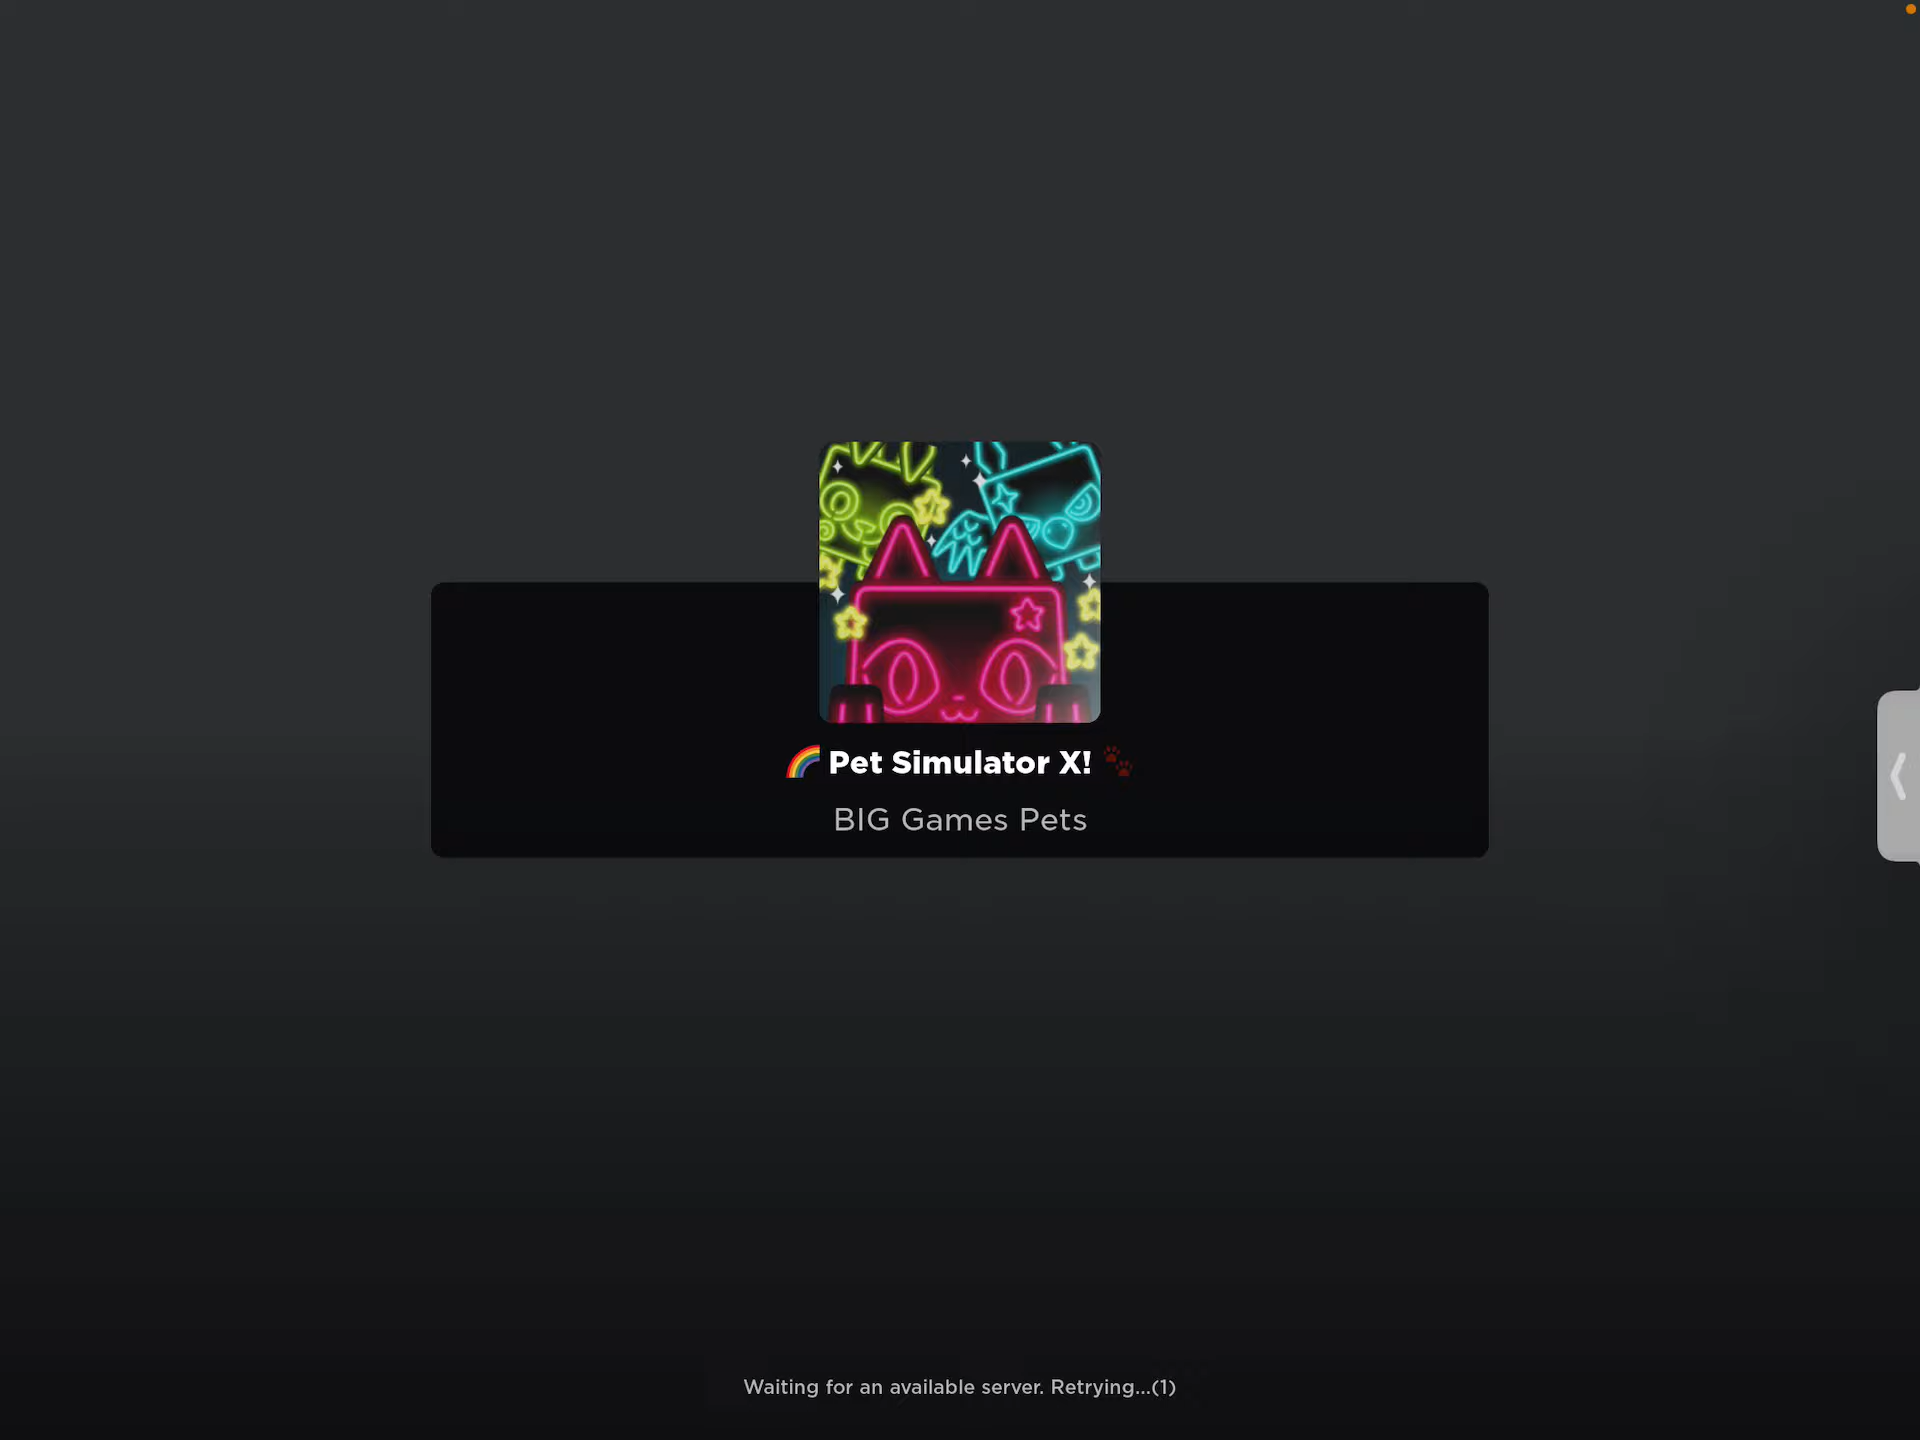 🌈 Pet Simulator X! 🐾
BIG Games Pets
Waiting for an available server. Retrying...(1)